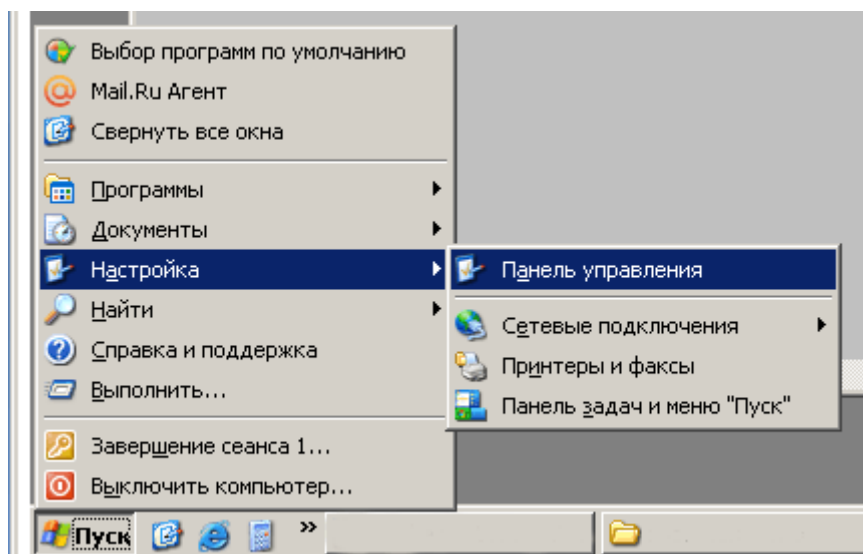 Выбор программ по умолчанию
Mail.Ru Агент
Свернуть все окна
Программы
Документы
Настройка
Найти
Справка и поддержка
Выполнить...
Завершение сеанса 1...
Выключить компьютер...
Панель управления
Сетевые подключения
Принтеры и факсы
Панель задач и меню "Пуск"
Пуск
»